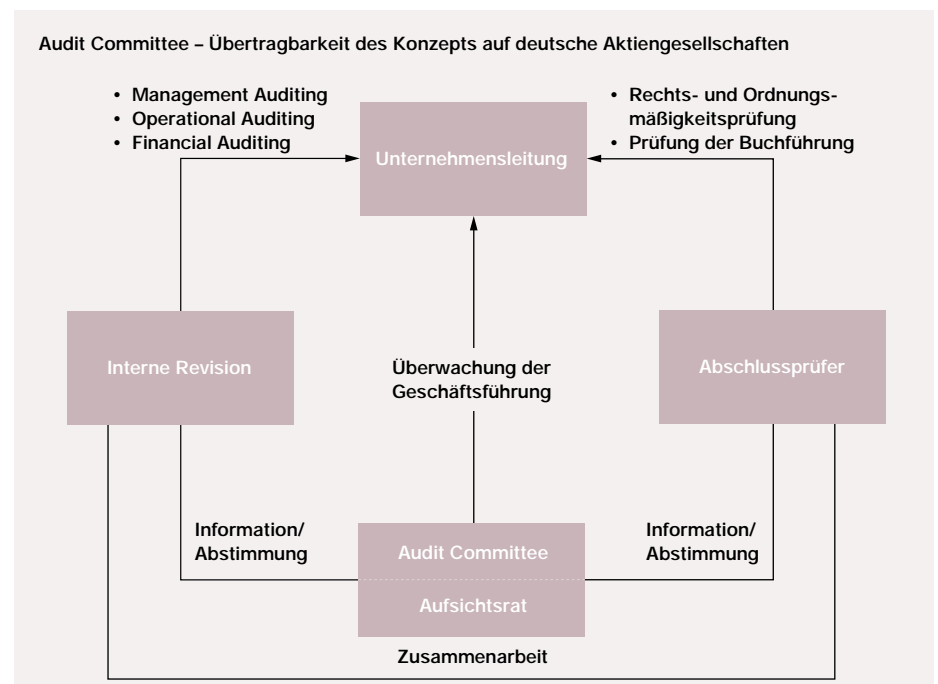 Audit Committee – Übertragbarkeit des Konzepts auf deutsche Aktiengesellschaften
• Management Auditing
• Operational Auditing
• Financial Auditing
• Rechts- und Ordnungs-
mäßigkeitsprüfung
• Prüfung der Buchführung
Unternehmensleitung
Interne Revision
Überwachung der
Geschäftsführung
Abschlussprüfer
Information/
Abstimmung
Audit Committee
Aufsichtsrat
Information/
Abstimmung
Zusammenarbeit